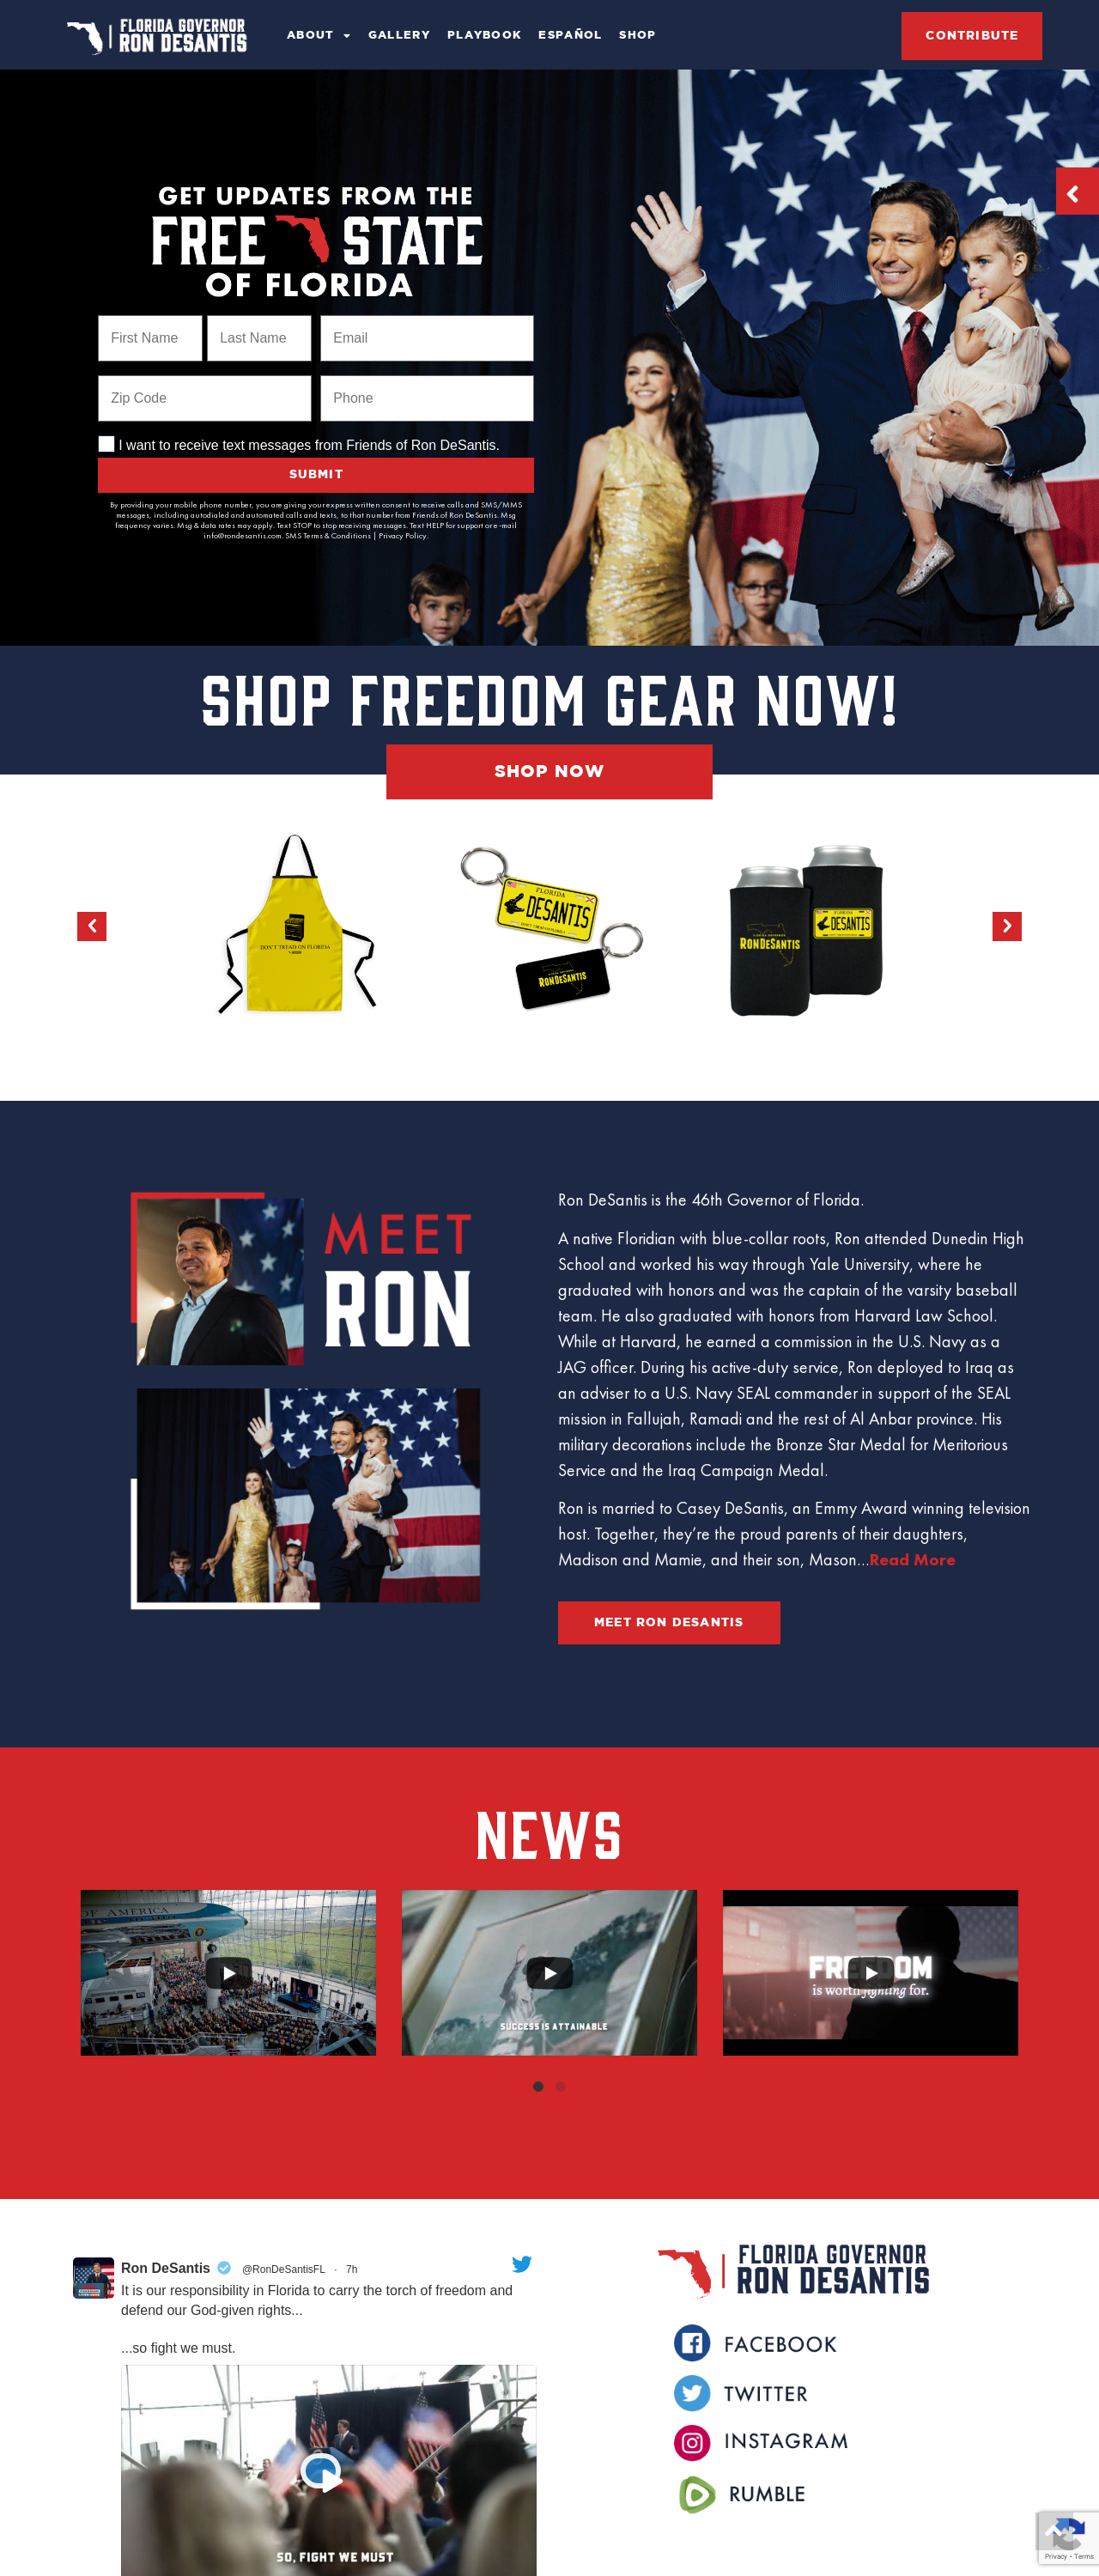 FLORIDA GOVERNOR
RON DESANTIS
ABOUT
GALLERY
PLAYBOOK
ESPAÑOL
SHOP
CONTRIBUTE
GET UPDATES FROM THE
FREE STATE
OF FLORIDA
First Name
Last Name
Email
Zip Code
Phone
I want to receive text messages from Friends of Ron DeSantis.
SUBMIT
By providing your mobile phone number, you are giving your express written consent to receive calls and SMS/MMS
messages, including autodialed and automated calls and texts, to that number from Friends of Ron DeSantis. Msg
frequency varies. Msg & data rates may apply. Text STOP to stop receiving messages. Text HELP for support or e-mail
info@rondesantis.com. SMS Terms & Conditions | Privacy Policy.
SHOP FREEDOM GEAR NOW!
SHOP NOW
DON'T TREAD ON FLORIDA
FLORIDA
DESANTIS
RON DESANTIS
RON DESANTIS
FLORIDA
DESANTIS
MEET
RON
Ron DeSantis is the 46th Governor of Florida.
A native Floridian with blue-collar roots, Ron attended Dunedin High
School and worked his way through Yale University, where he
graduated with honors and was the captain of the varsity baseball
team. He also graduated with honors from Harvard Law School.
While at Harvard, he earned a commission in the U.S. Navy as a
JAG officer. During his active-duty service, Ron deployed to Iraq as
an adviser to a U.S. Navy SEAL commander in support of the SEAL
mission in Fallujah, Ramadi and the rest of Al Anbar province. His
military decorations include the Bronze Star Medal for Meritorious
Service and the Iraq Campaign Medal.
Ron is married to Casey DeSantis, an Emmy Award winning television
host. Together, they're the proud parents of their daughters,
Madison and Mamie, and their son, Mason...Read More
MEET RON DESANTIS
NEWS
OF AMERICA
SUCCESS IS ATTAINABLE
FREEDOM
is worth fighting for.
Ron DeSantis @RonDeSantisFL · 7h
It is our responsibility in Florida to carry the torch of freedom and
defend our God-given rights...
...so fight we must.
SO, FIGHT WE MUST
FLORIDA GOVERNOR
RON DESANTIS
FACEBOOK
TWITTER
INSTAGRAM
RUMBLE
Privacy - Terms